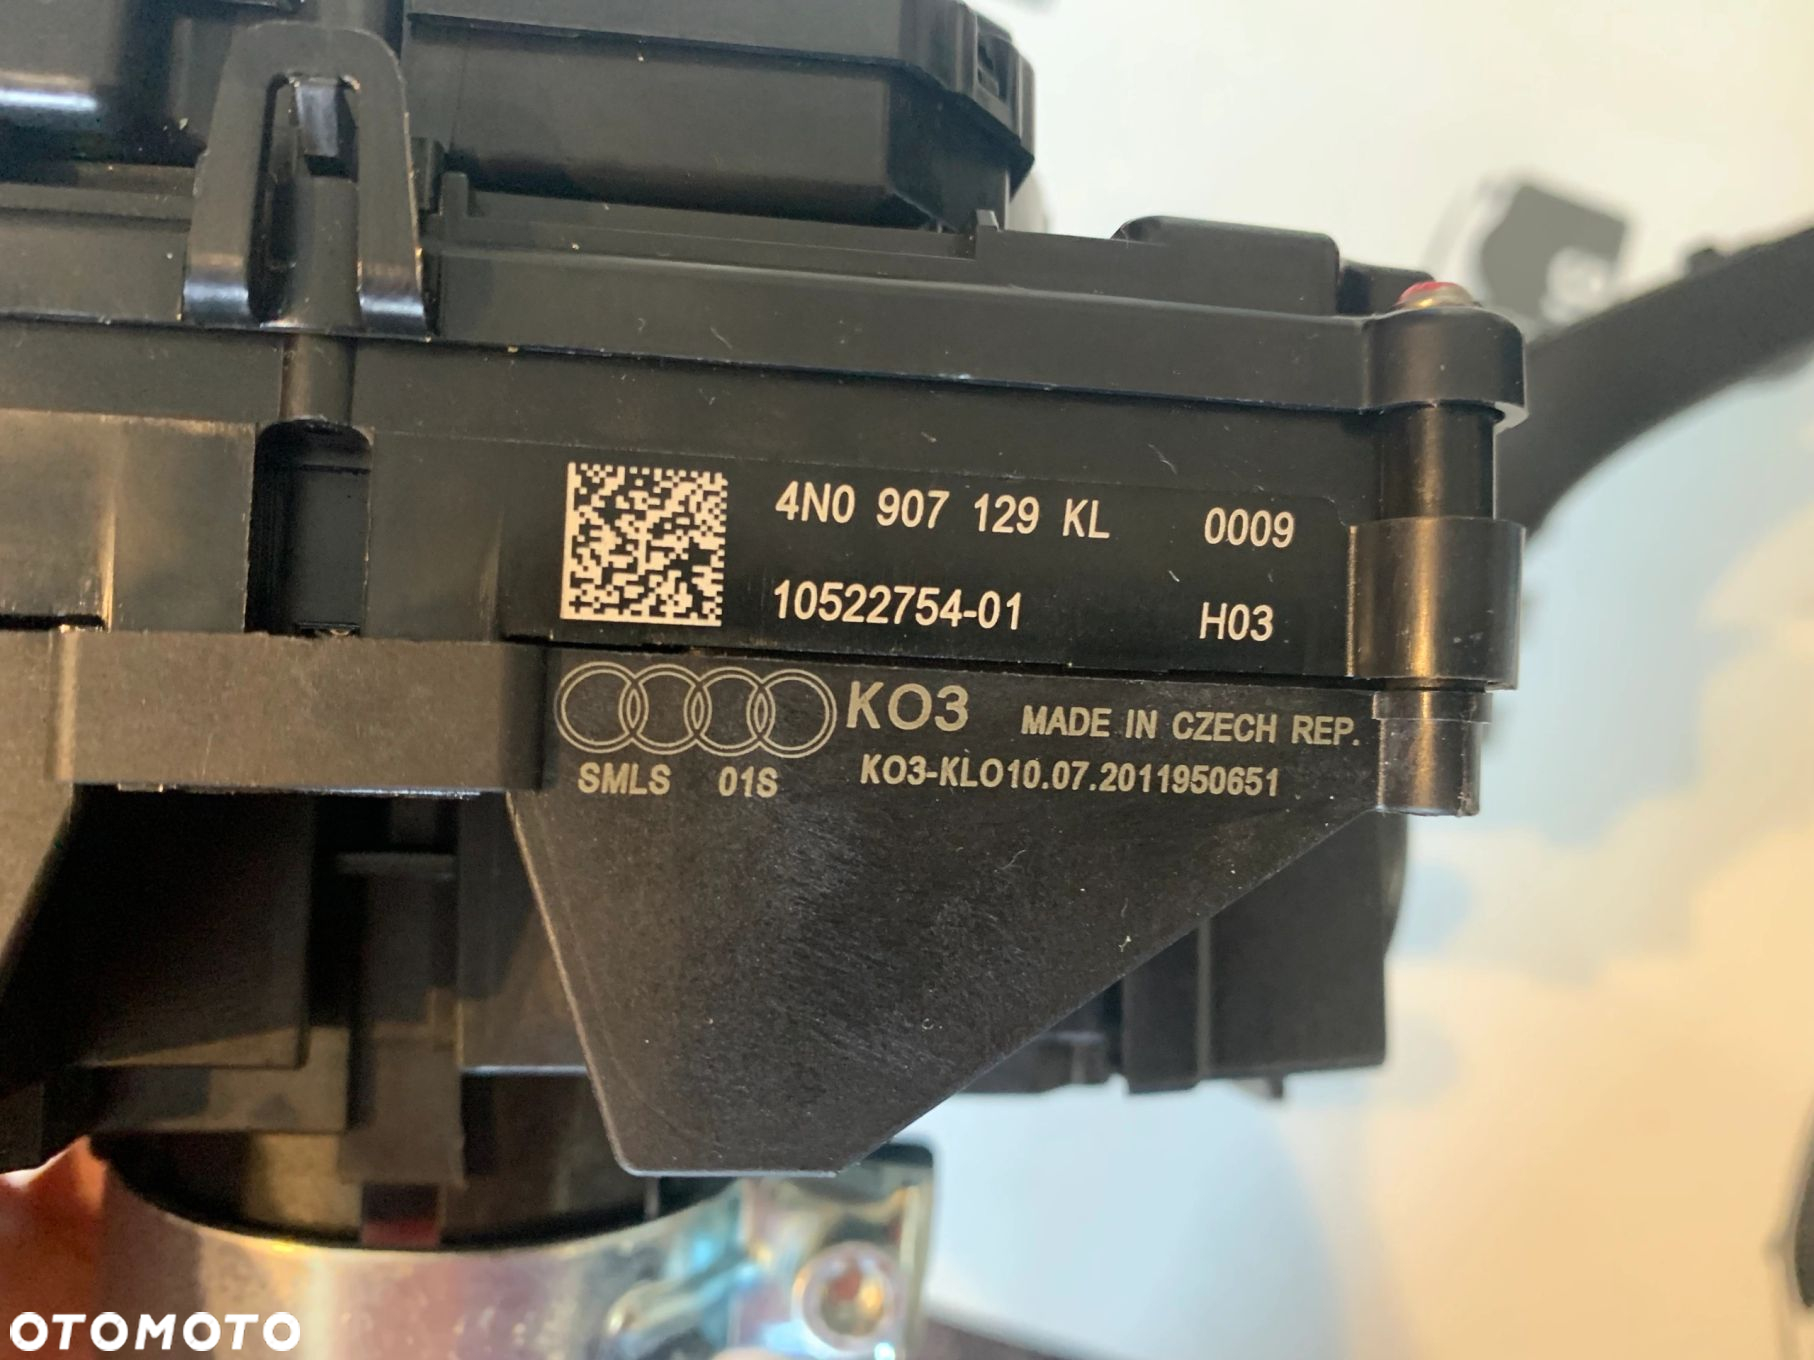 4N0 907 129 KL 0009
10522754-01 H03
KO3 MADE IN CZECH REP.
SMLS 01S KO3-KLO10.07.2011950651
OTOMOTO